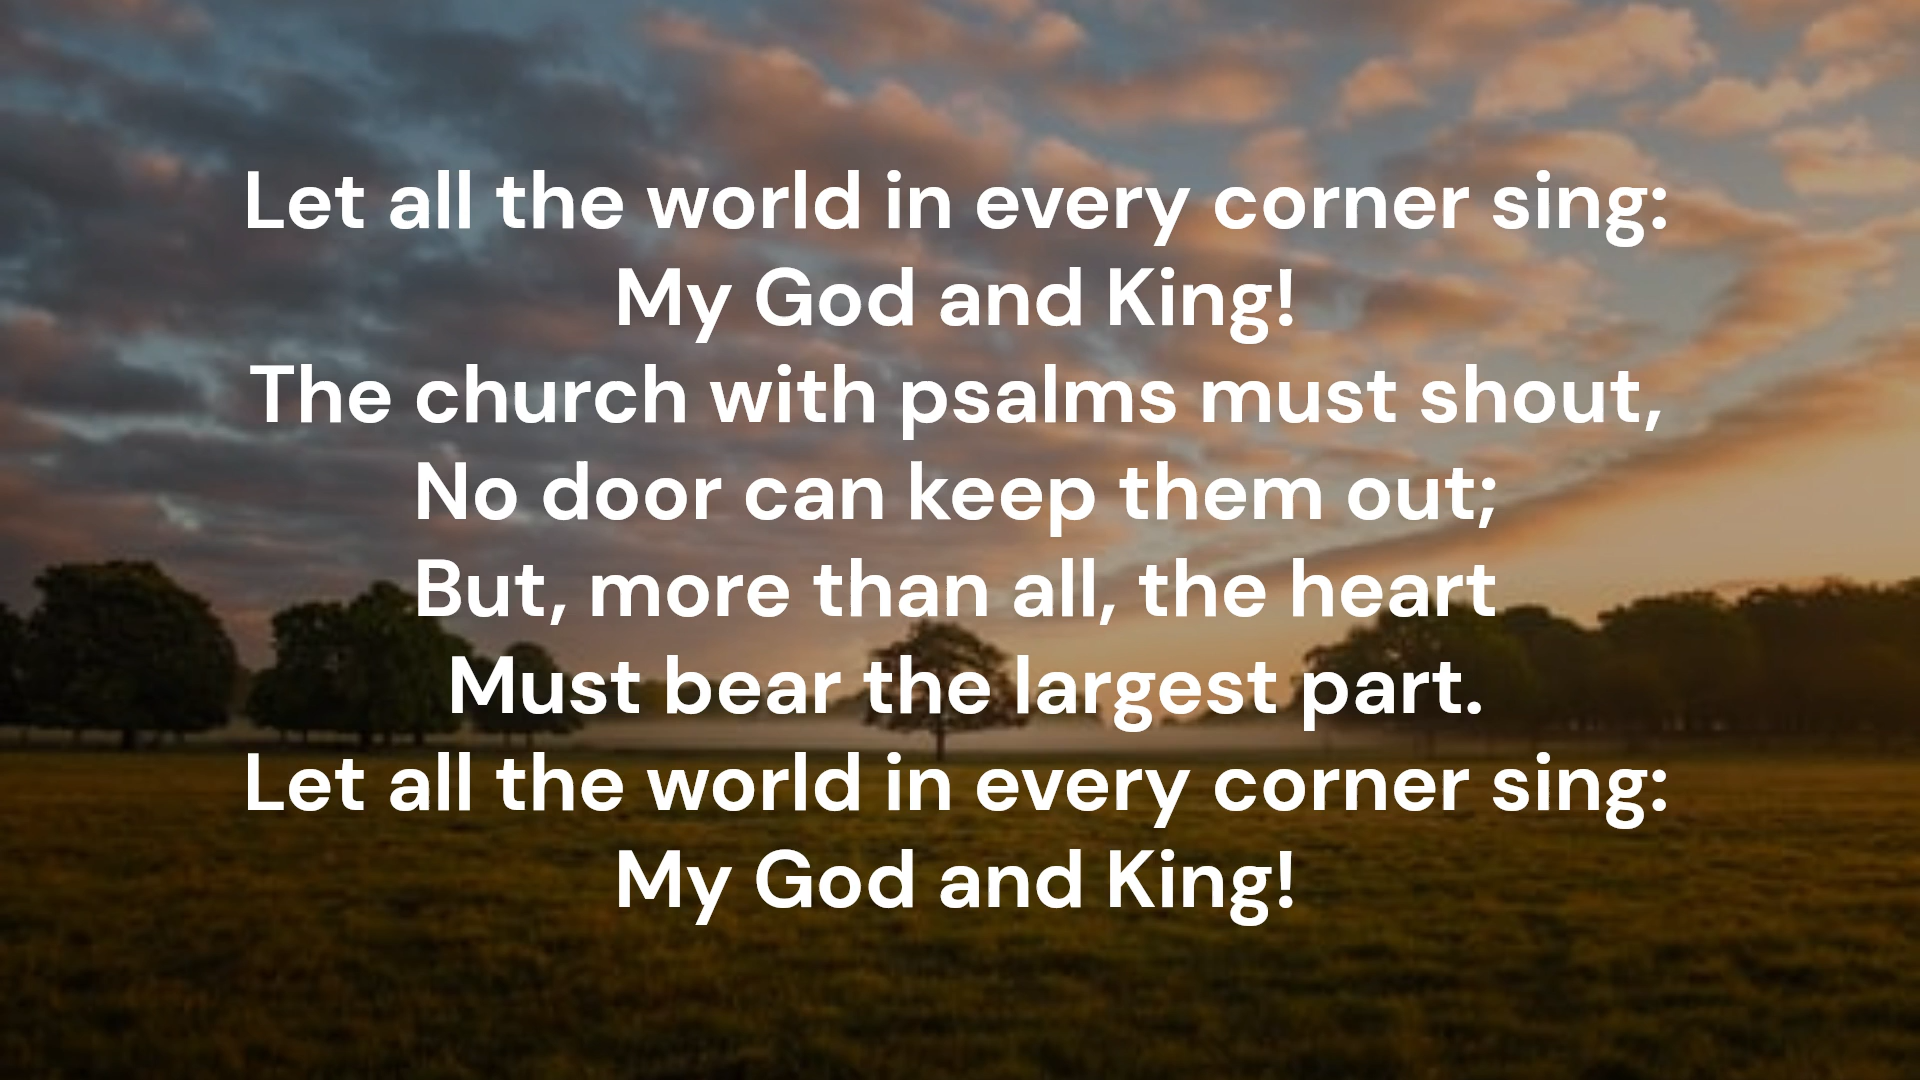 Let all the world in every corner sing:
My God and King!
The church with psalms must shout,
No door can keep them out;
But, more than all, the heart
Must bear the largest part.
Let all the world in every corner sing:
My God and King!